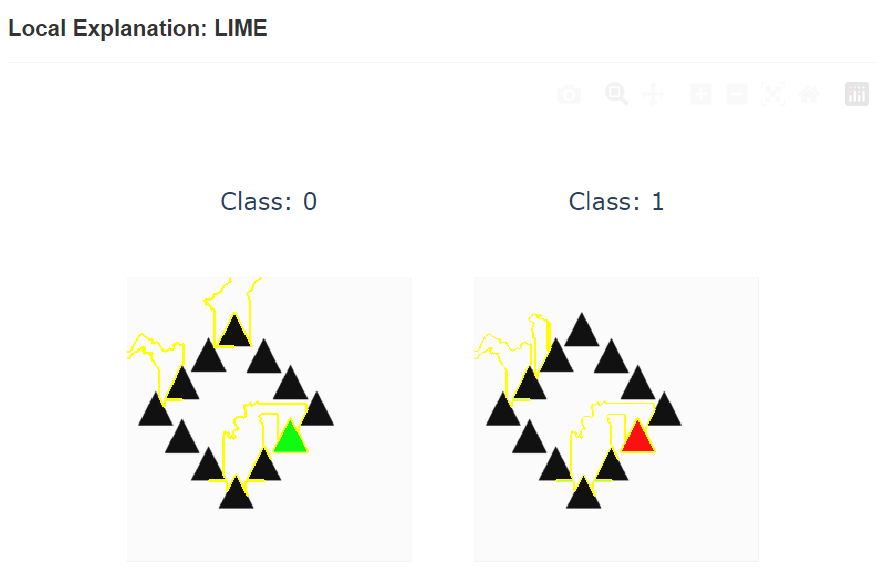 Local Explanation: LIME
Class: 0
Class: 1